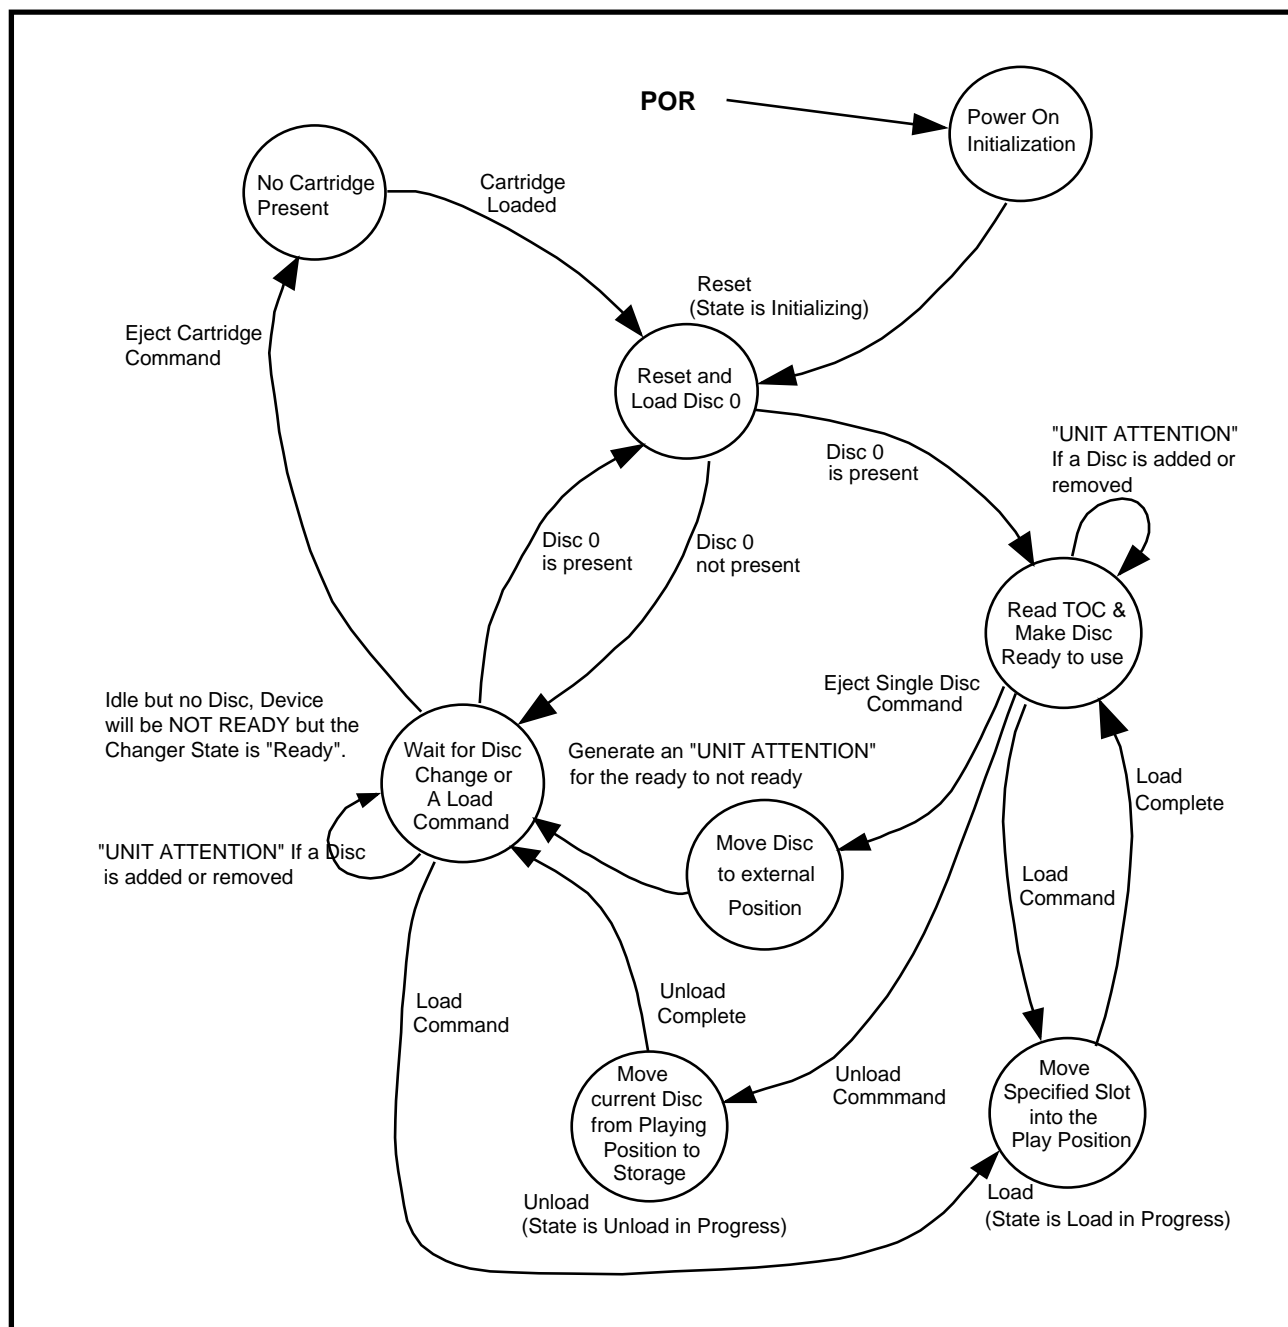 POR
Power On
Initialization
No Cartridge
Present
Cartridge
Loaded
Reset
(State is Initializing)
Eject Cartridge
Command
Reset and
Load Disc 0
"UNIT ATTENTION"
If a Disc is added or
removed
Disc 0
is present
Disc 0
is present
Disc 0
not present
Read TOC &
Make Disc
Ready to use
Eject Single Disc
Command
Idle but no Disc, Device
will be NOT READY but the
Changer State is "Ready".
Wait for Disc
Change or
A Load
Command
Generate an "UNIT ATTENTION"
for the ready to not ready
Load
Complete
"UNIT ATTENTION" If a Disc
is added or removed
Move Disc
to external
Position
Load
Command
Load
Command
Unload
Complete
Unload
Commmand
Move
current Disc
from Playing
Position to
Storage
Move
Specified Slot
into the
Play Position
Unload
(State is Unload in Progress)
Load
(State is Load in Progress)